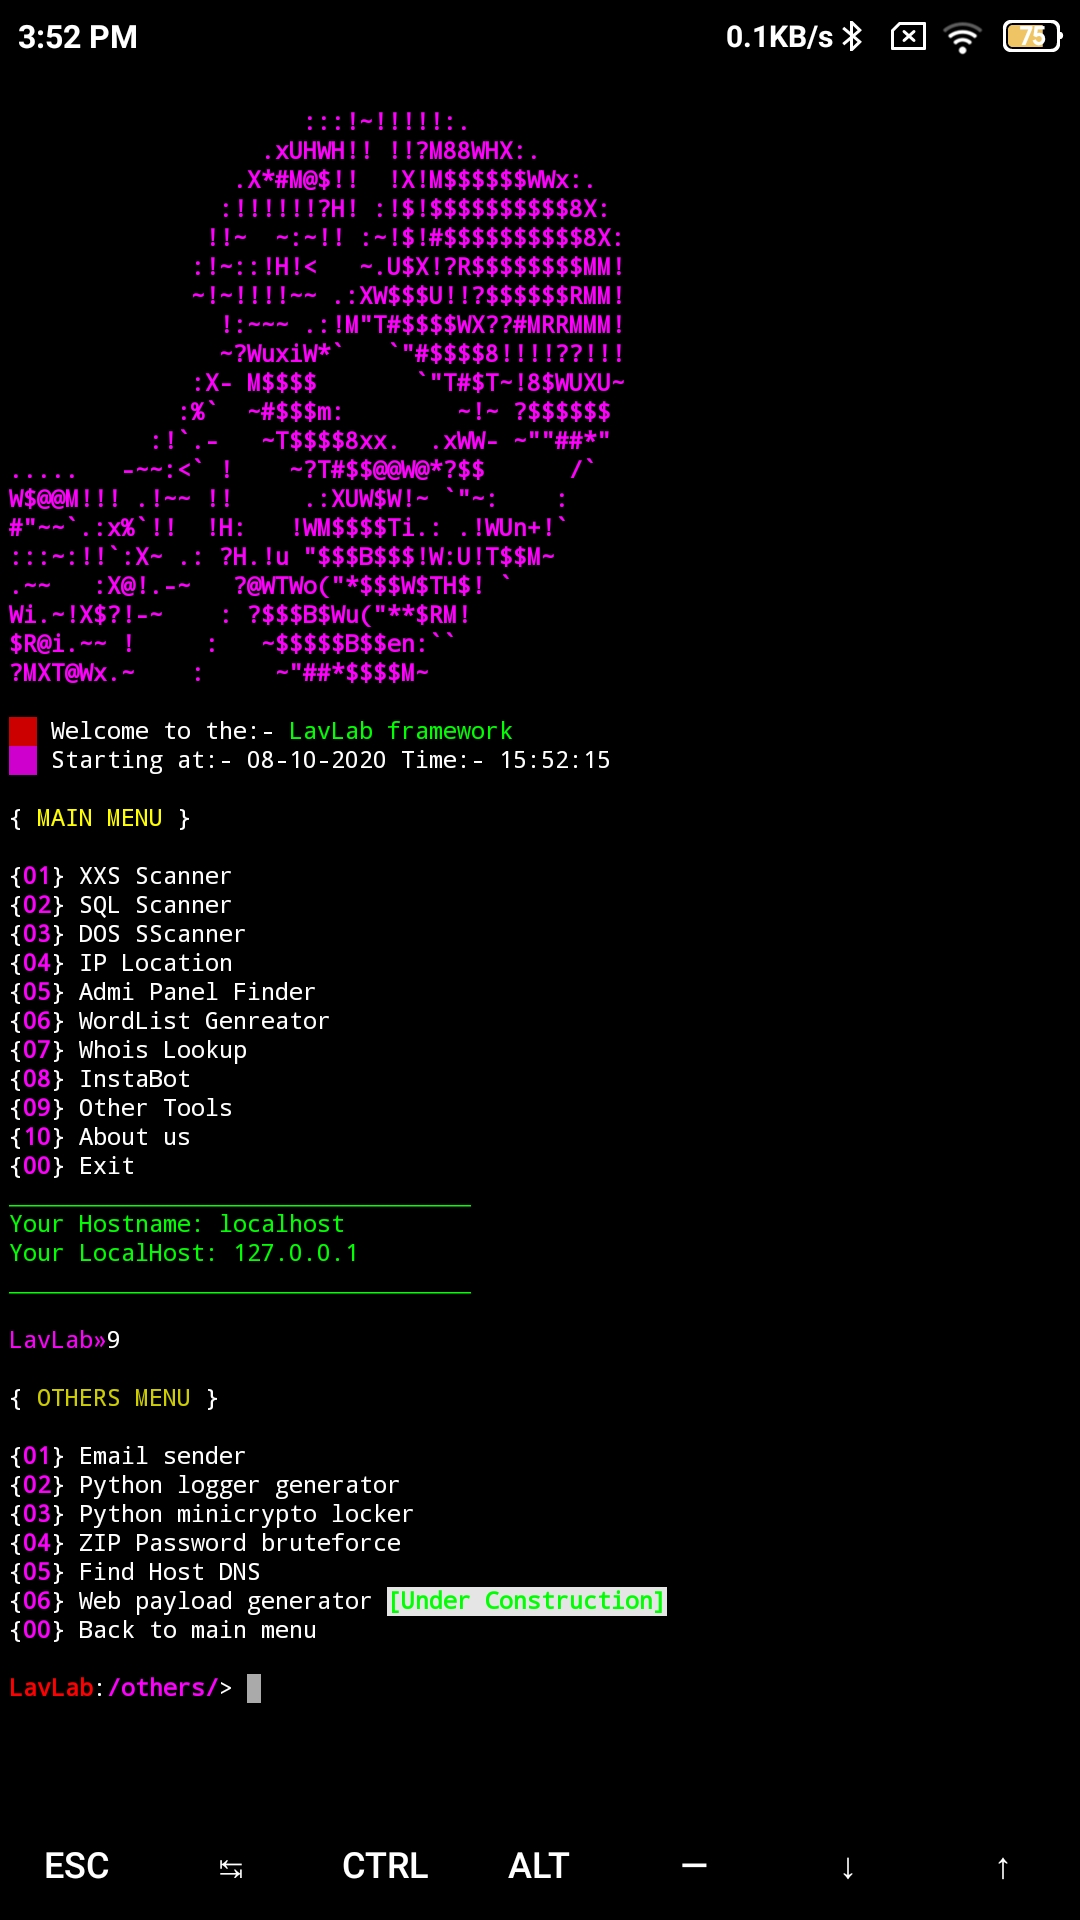 3:52 PM 0.1KB/s 75
:::!~!!!!!:.
.xUHWH!! !!?M88WHX:.
.X*#M@$!!  !X!M$$$$$$WWx:.
:!!!!!!?H! :!$!$$$$$$$$$$8X:
!!~  ~:~!! :~!$!#$$$$$$$$$$8X:
:!~::!H!<   ~.U$X!?R$$$$$$$$MM!
~!~!!!!~~ .:XW$$$U!!?$$$$$$RMM!
!:~~~ .:!M"T#$$$$WX??#MRRMMM!
~?WuxiW*`   `"#$$$$8!!!!??!!!
:X- M$$$$       `"T#$T~!8$WUXU~
:%`  ~#$$$m:        ~!~ ?$$$$$$
:!`.-   ~T$$$$8xx.  .xWW- ~""##*"
.....   -~~:<` !    ~?T#$$@@W@*?$$      /`
W$@@M!!! .!~~ !!     .:XUW$W!~ `"~:    :
#"~~`.:x%`!!  !H:   !WM$$$$Ti.: .!WUn+!`
:::~:!!`:X~ .: ?H.!u "$$$B$$$!W:U!T$$M~
.~~   :X@!.-~   ?@WTWo("*$$$W$TH$! `
Wi.~!X$?!-~    : ?$$$B$Wu("**$RM!
$R@i.~~ !     :   ~$$$$$B$$en:``
?MXT@Wx.~    :     ~"##*$$$$M~
Welcome to the:- LavLab framework
Starting at:- 08-10-2020 Time:- 15:52:15
{ MAIN MENU }
{01} XXS Scanner
{02} SQL Scanner
{03} DOS SScanner
{04} IP Location
{05} Admi Panel Finder
{06} WordList Genreator
{07} Whois Lookup
{08} InstaBot
{09} Other Tools
{10} About us
{00} Exit
_________________________________
Your Hostname: localhost
Your LocalHost: 127.0.0.1
_________________________________
LavLab»9
{ OTHERS MENU }
{01} Email sender
{02} Python logger generator
{03} Python minicrypto locker
{04} ZIP Password bruteforce
{05} Find Host DNS
{06} Web payload generator [Under Construction]
{00} Back to main menu
LavLab:/others/>
ESC ↹ CTRL ALT — ↓ ↑